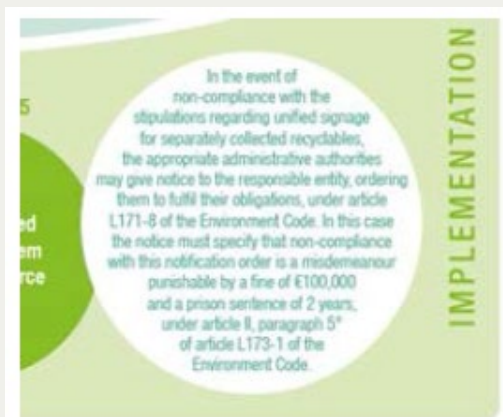 In the event of
non-compliance with the
stipulations regarding unified signage
for separately collected recyclables,
the appropriate administrative authorities
may give notice to the responsible entity, ordering
them to fulfil their obligations, under article
L171-8 of the Environment Code. In this case
the notice must specify that non-compliance
with this notification order is a misdemeanour
punishable by a fine of €100,000
and a prison sentence of 2 years,
under article II, paragraph 5°
of article L173-1 of the
Environment Code.
IMPLEMENTATION
5
ed
em
rce